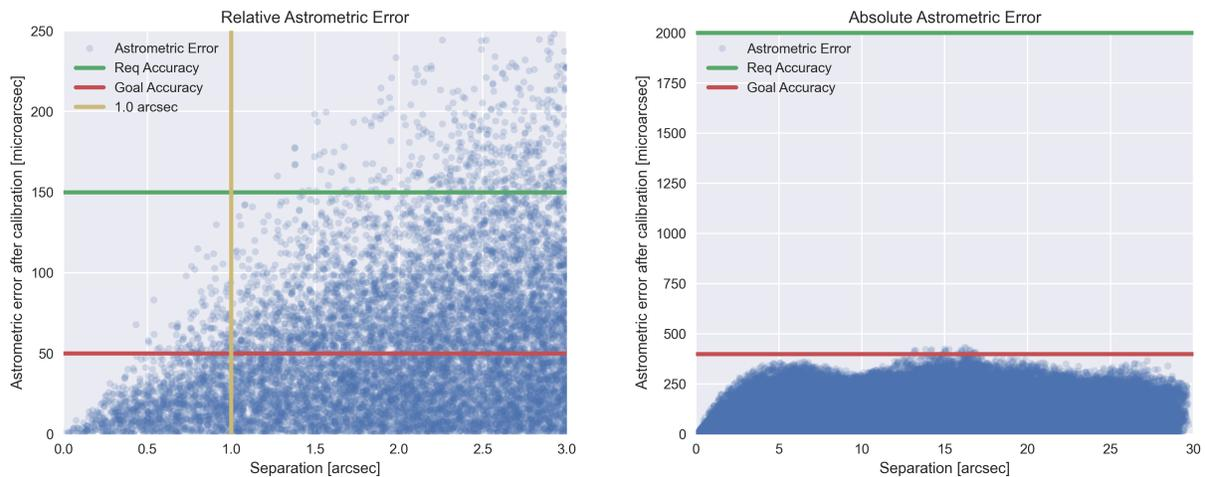 Relative Astrometric Error
Astrometric error after calibration [microarcsec]
250
200
150
100
50
0
Astrometric Error
Req Accuracy
Goal Accuracy
1.0 arcsec
0.0 0.5 1.0 1.5 2.0 2.5 3.0
Separation [arcsec]
Absolute Astrometric Error
Astrometric error after calibration [microarcsec]
2000
1750
1500
1250
1000
750
500
250
0
Astrometric Error
Req Accuracy
Goal Accuracy
0 5 10 15 20 25 30
Separation [arcsec]